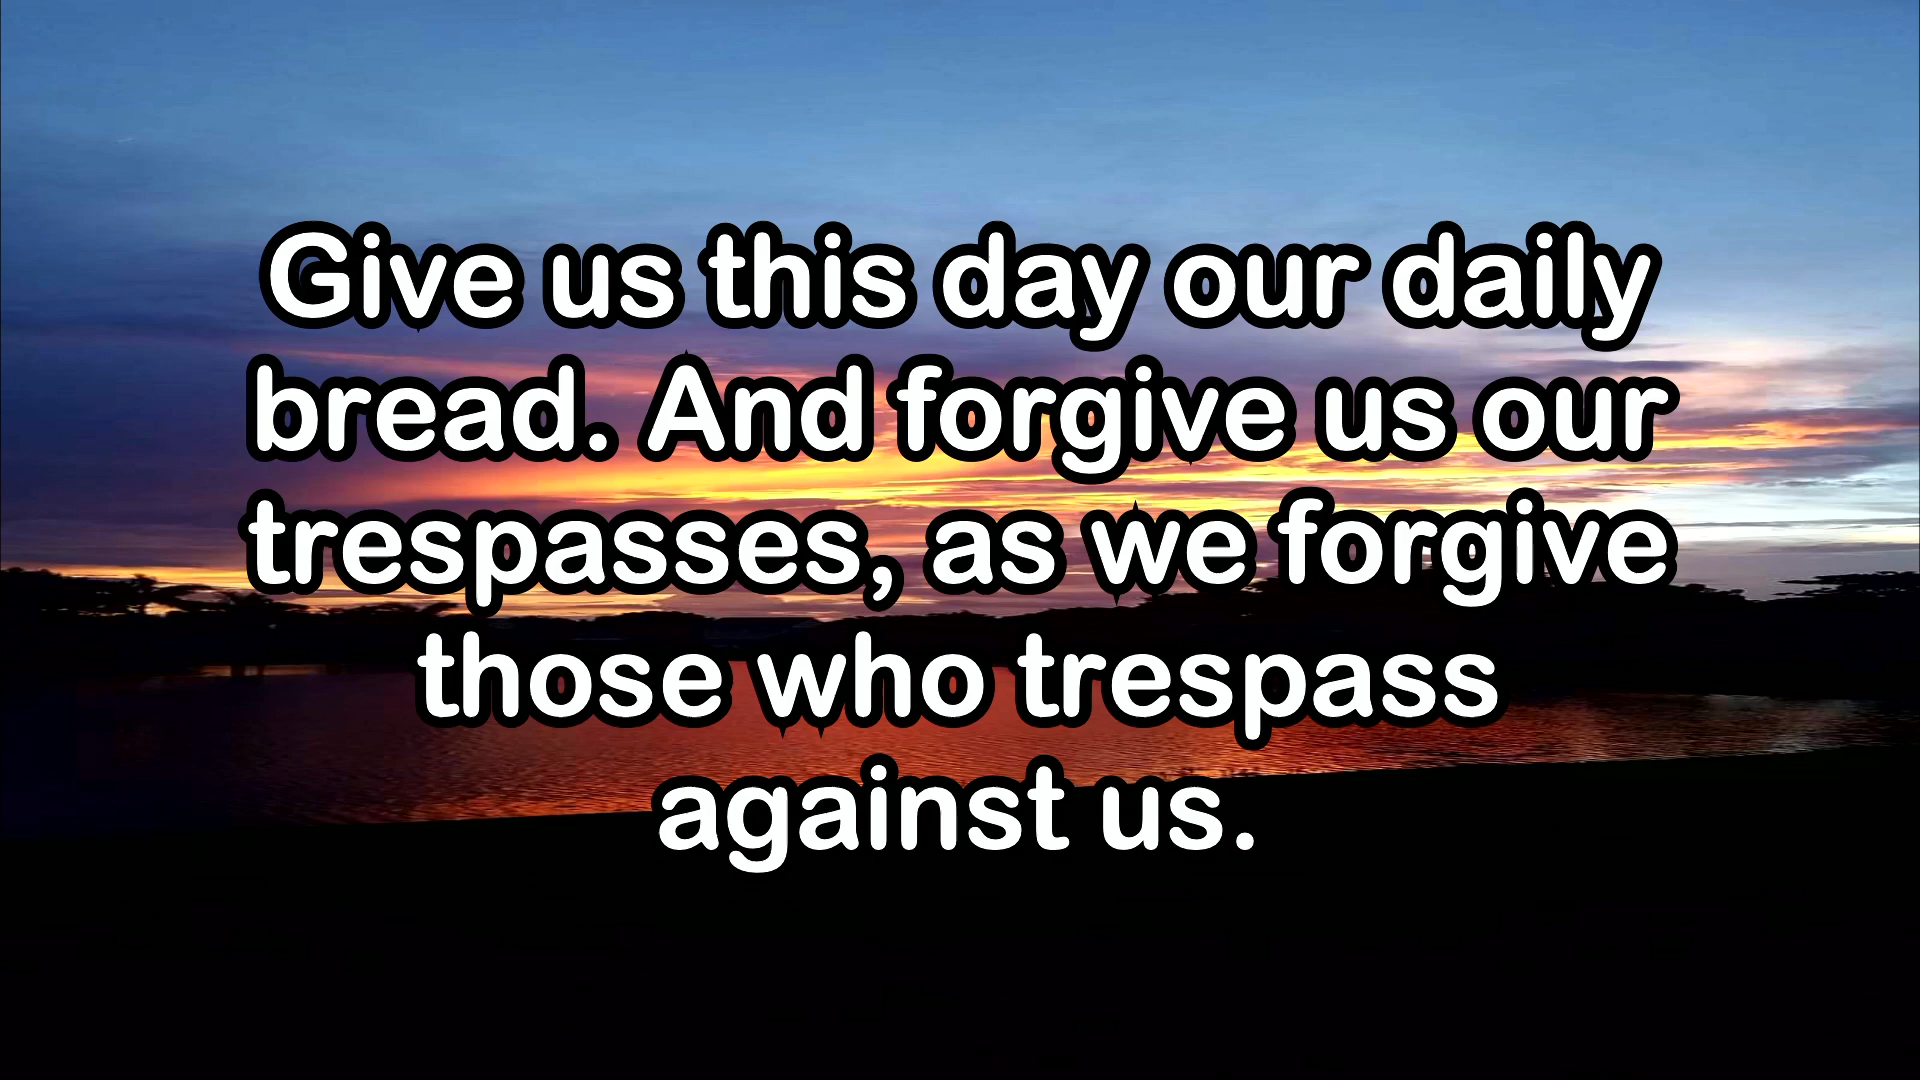 Give us this day our daily
bread. And forgive us our
trespasses, as we forgive
those who trespass
against us.